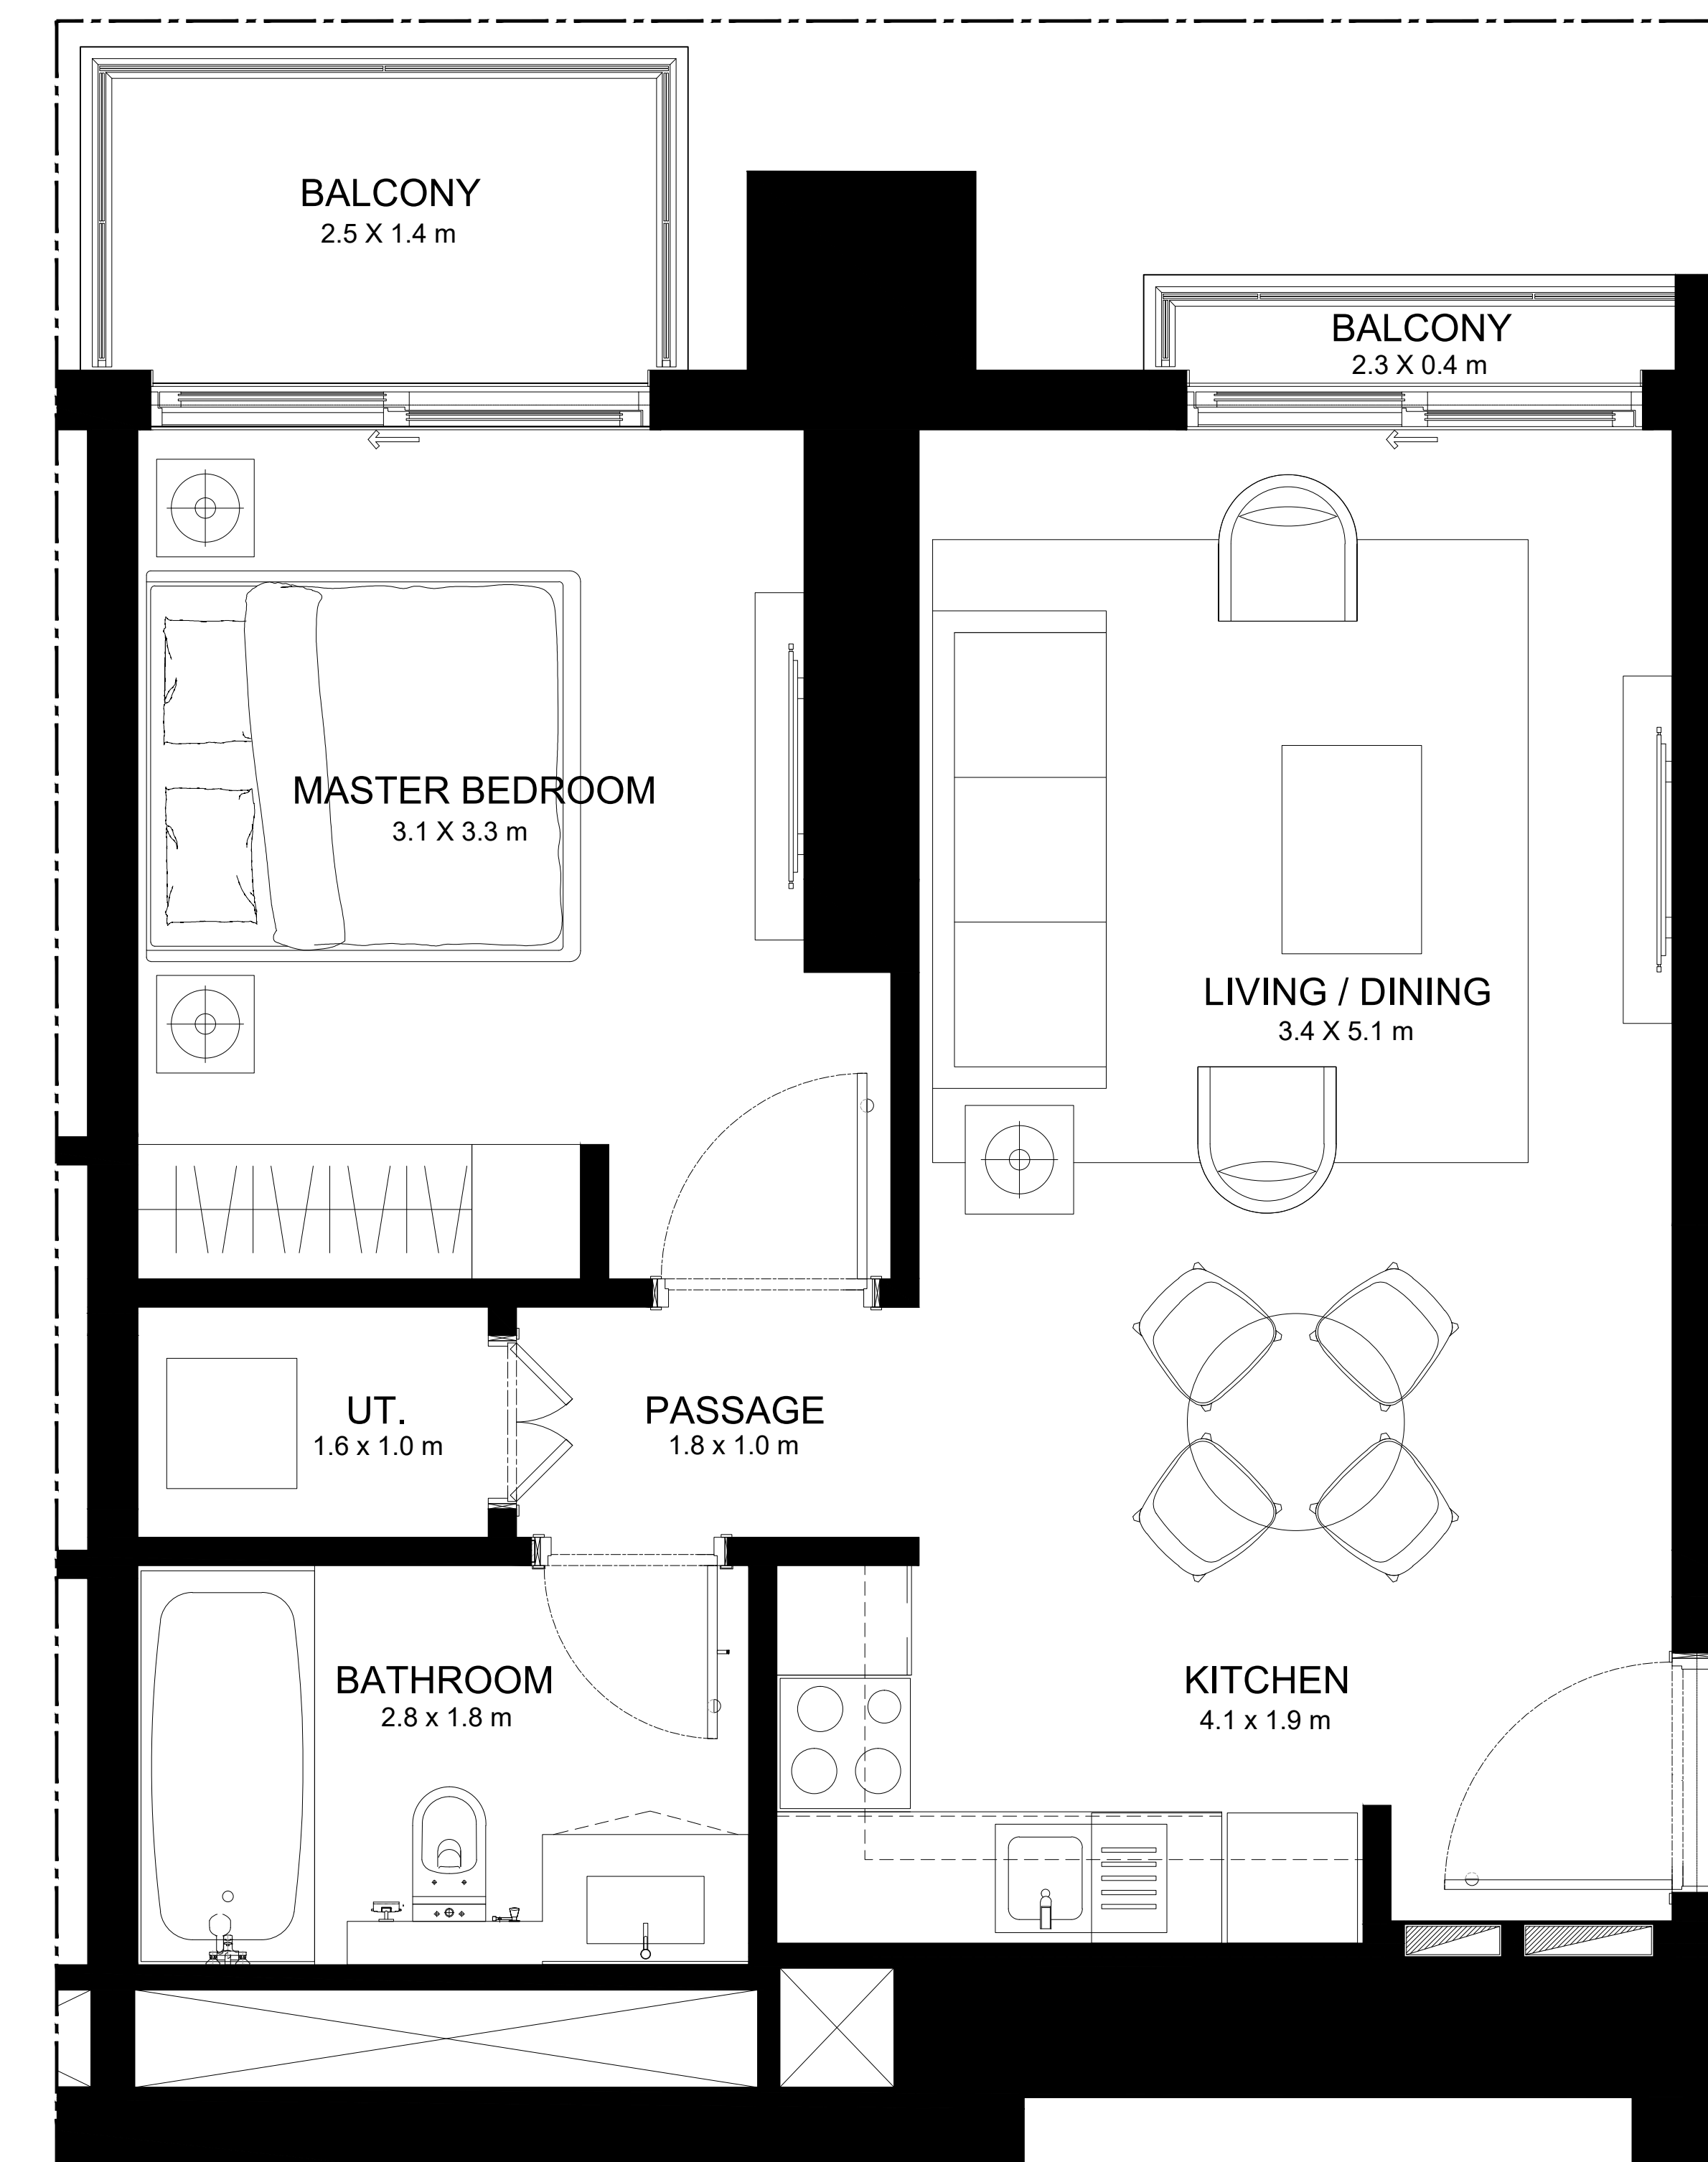 BALCONY
2.5 X 1.4 m
BALCONY
2.3 X 0.4 m
MASTER BEDROOM
3.1 X 3.3 m
LIVING / DINING
3.4 X 5.1 m
UT.
1.6 x 1.0 m
PASSAGE
1.8 x 1.0 m
BATHROOM
2.8 x 1.8 m
KITCHEN
4.1 x 1.9 m